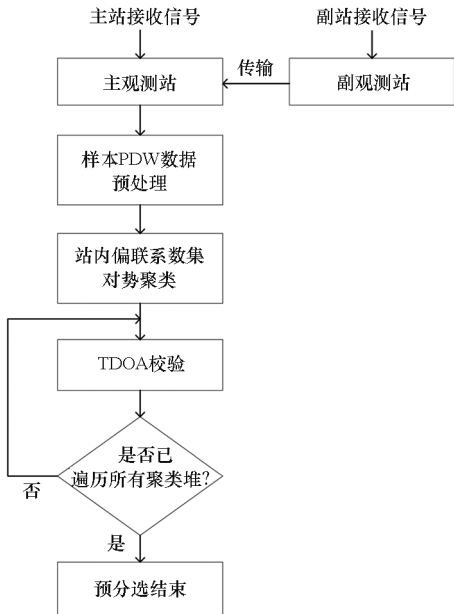 主站接收信号
副站接收信号
主观测站
传输
副观测站
样本PDW数据
预处理
站内偏联系数集
对势聚类
TDOA校验
是否已
遍历所有聚类堆?
否
是
预分选结束